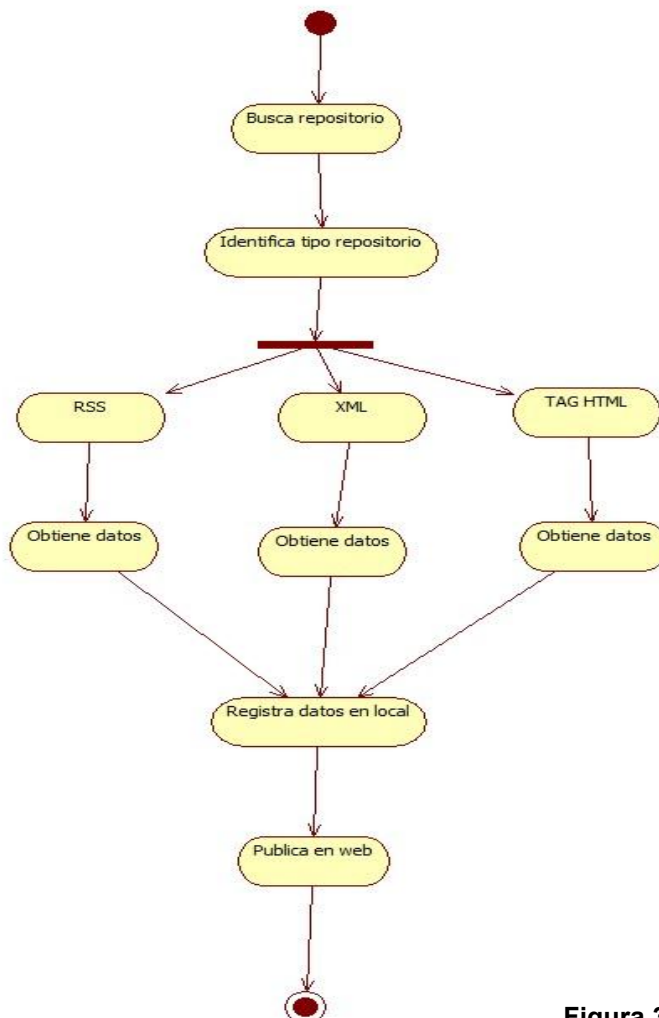 Busca repositorio
Identifica tipo repositorio
RSS
XML
TAG HTML
Obtiene datos
Obtiene datos
Obtiene datos
Registra datos en local
Publica en web
Figura